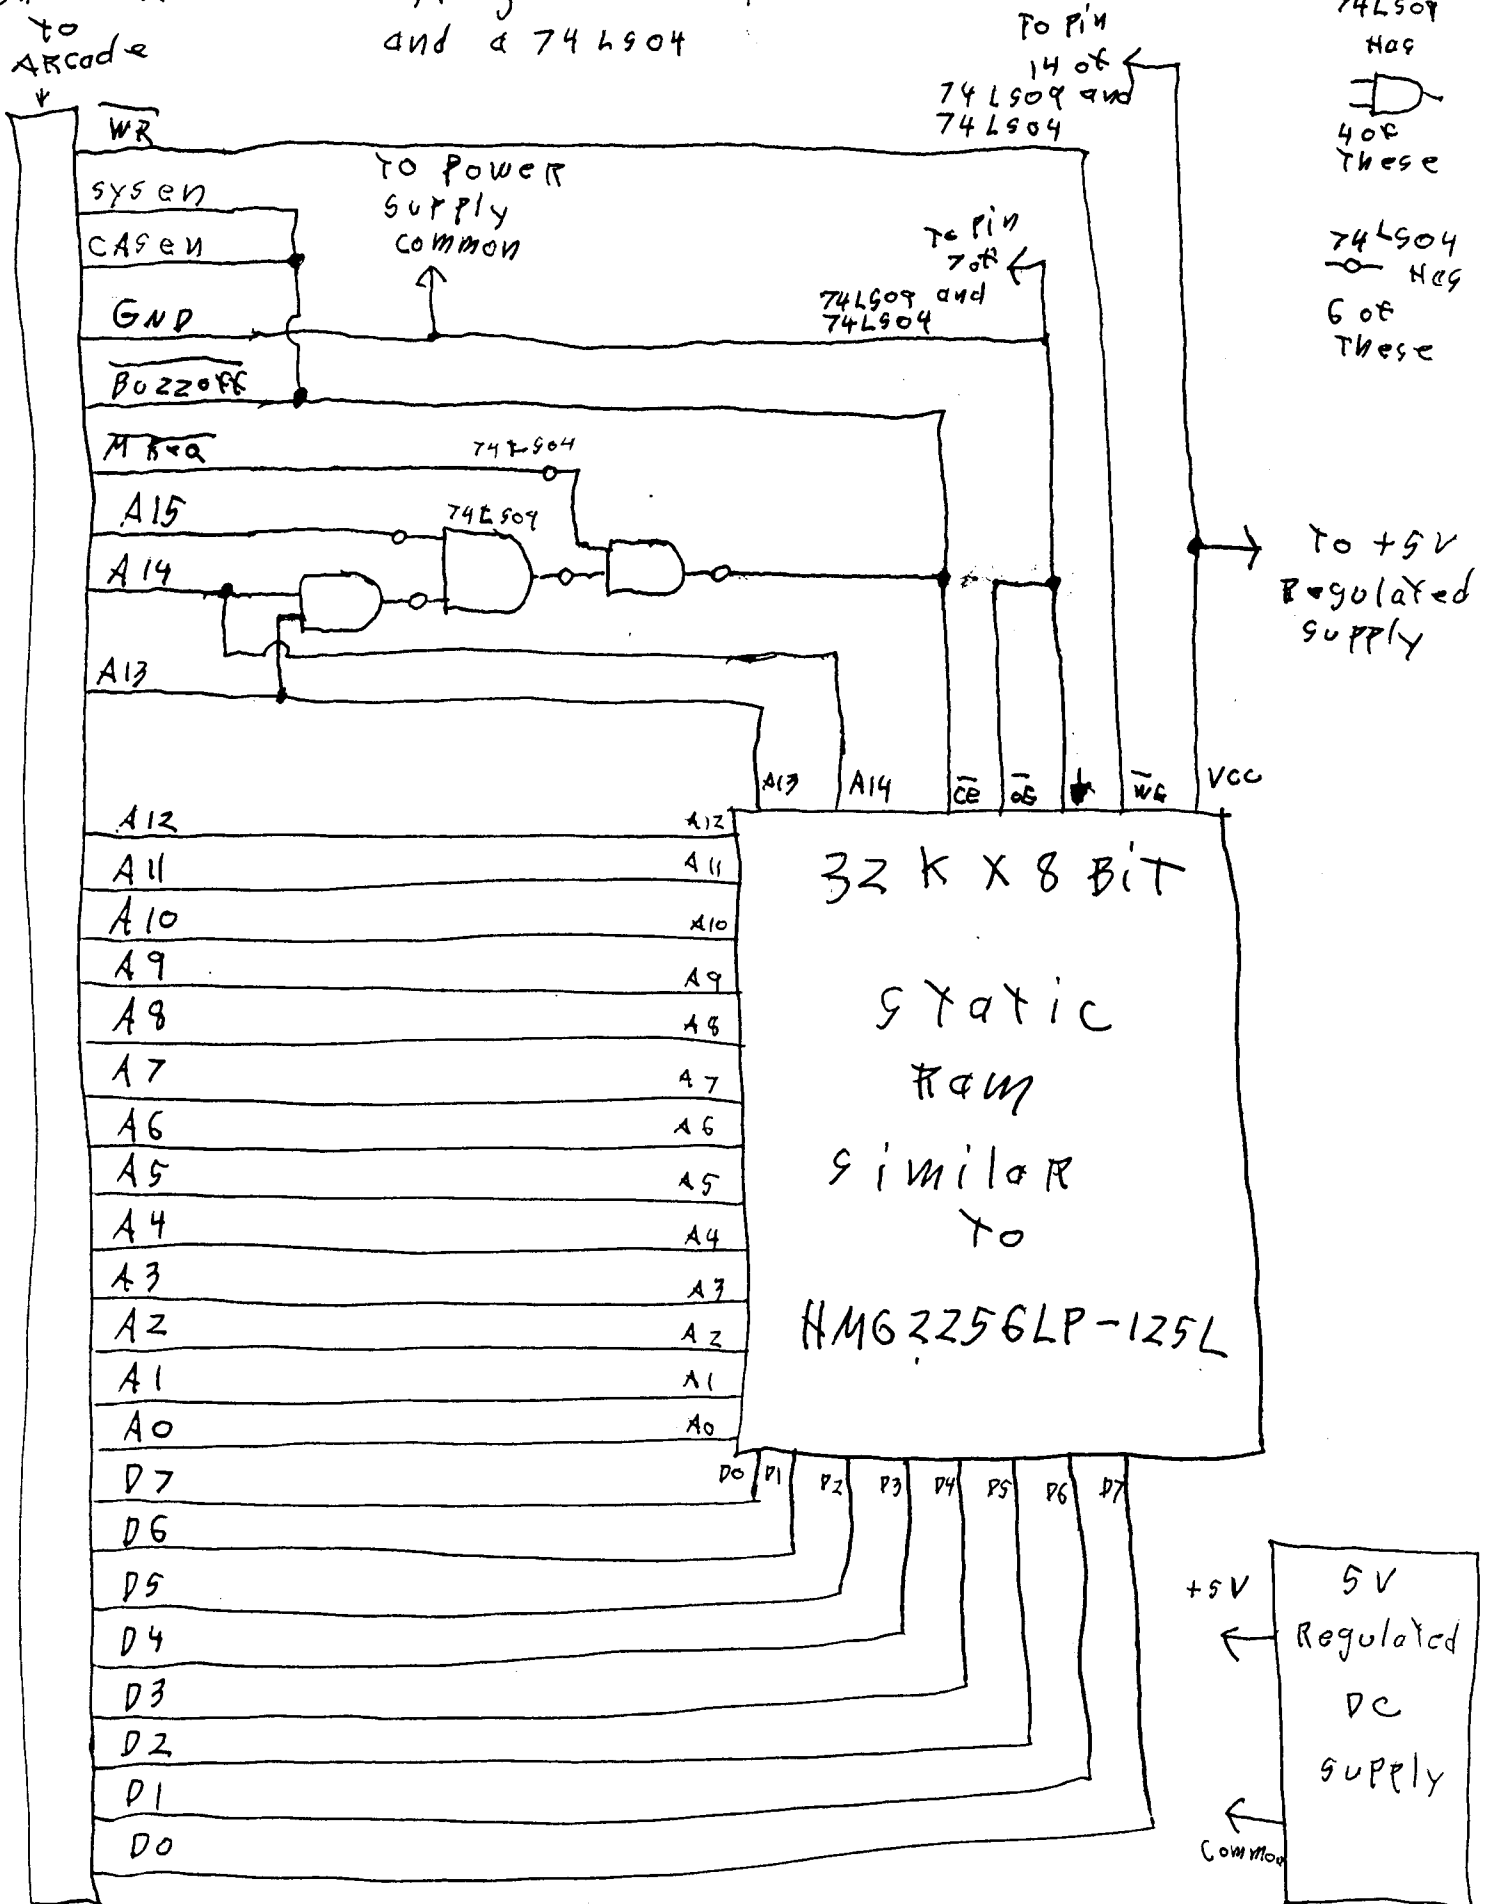 To
ARcade
and a 74LS04
To Pin
14 of
74LS09 and
74LS04
74LS09
Has
4 of
These
74LS04
Has
6 of
These
WR
sysen
CASen
GND
Buzzoff
MReq
A15
A14
A13
To Power
supply
common
To Pin
7 of
74LS09 and
74LS04
74LS04
74LS09
To +5V
Regulated
supply
A13
A14
CE
OE
WE
VCC
A12
A11
A10
A9
A8
A7
A6
A5
A4
A3
A2
A1
A0
D7
D6
D5
D4
D3
D2
D1
D0
A12
A11
A10
A9
A8
A7
A6
A5
A4
A3
A2
A1
A0
32 K X 8 BiT
static
Ram
similaR
To
HM62256LP-125L
D0 D1 D2 D3 D4 D5 D6 D7
+5V
Common
5V
Regulated
DC
supply